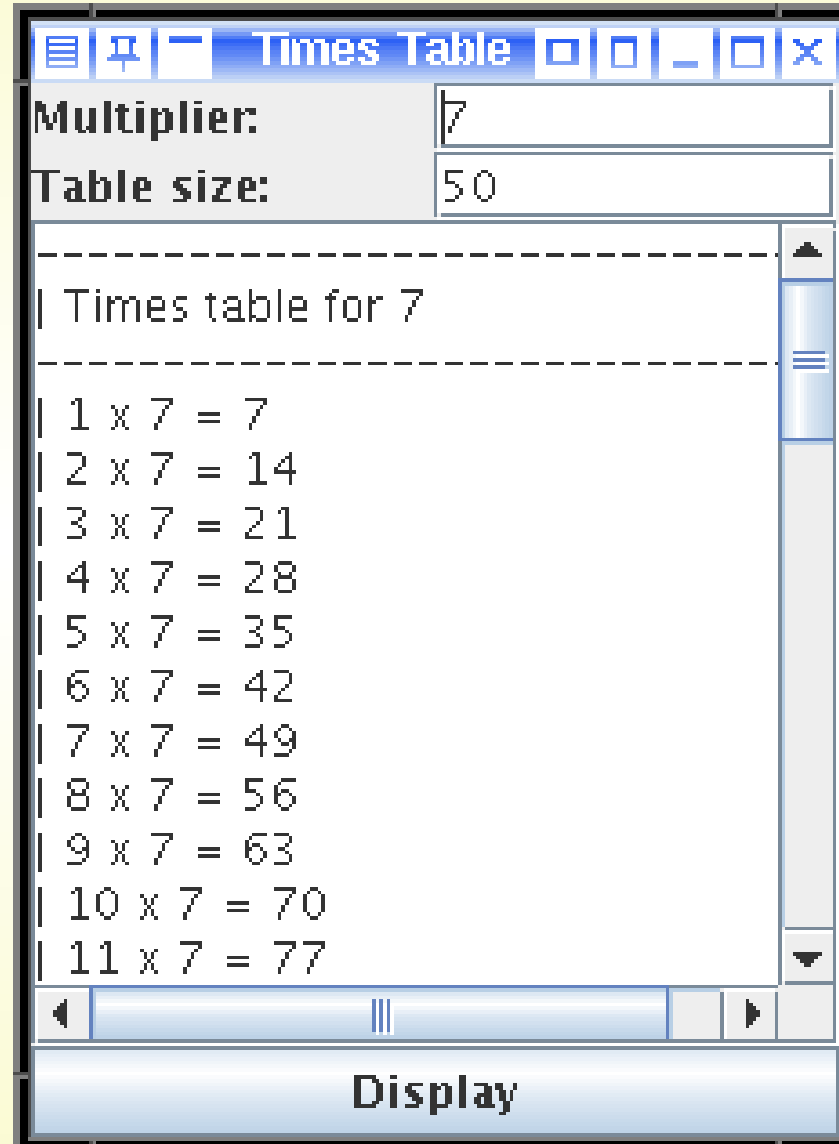 Times Table
Multiplier: 7
Table size: 50
---------------------------
| Times table for 7
---------------------------
| 1 x 7 = 7
| 2 x 7 = 14
| 3 x 7 = 21
| 4 x 7 = 28
| 5 x 7 = 35
| 6 x 7 = 42
| 7 x 7 = 49
| 8 x 7 = 56
| 9 x 7 = 63
| 10 x 7 = 70
| 11 x 7 = 77
Display